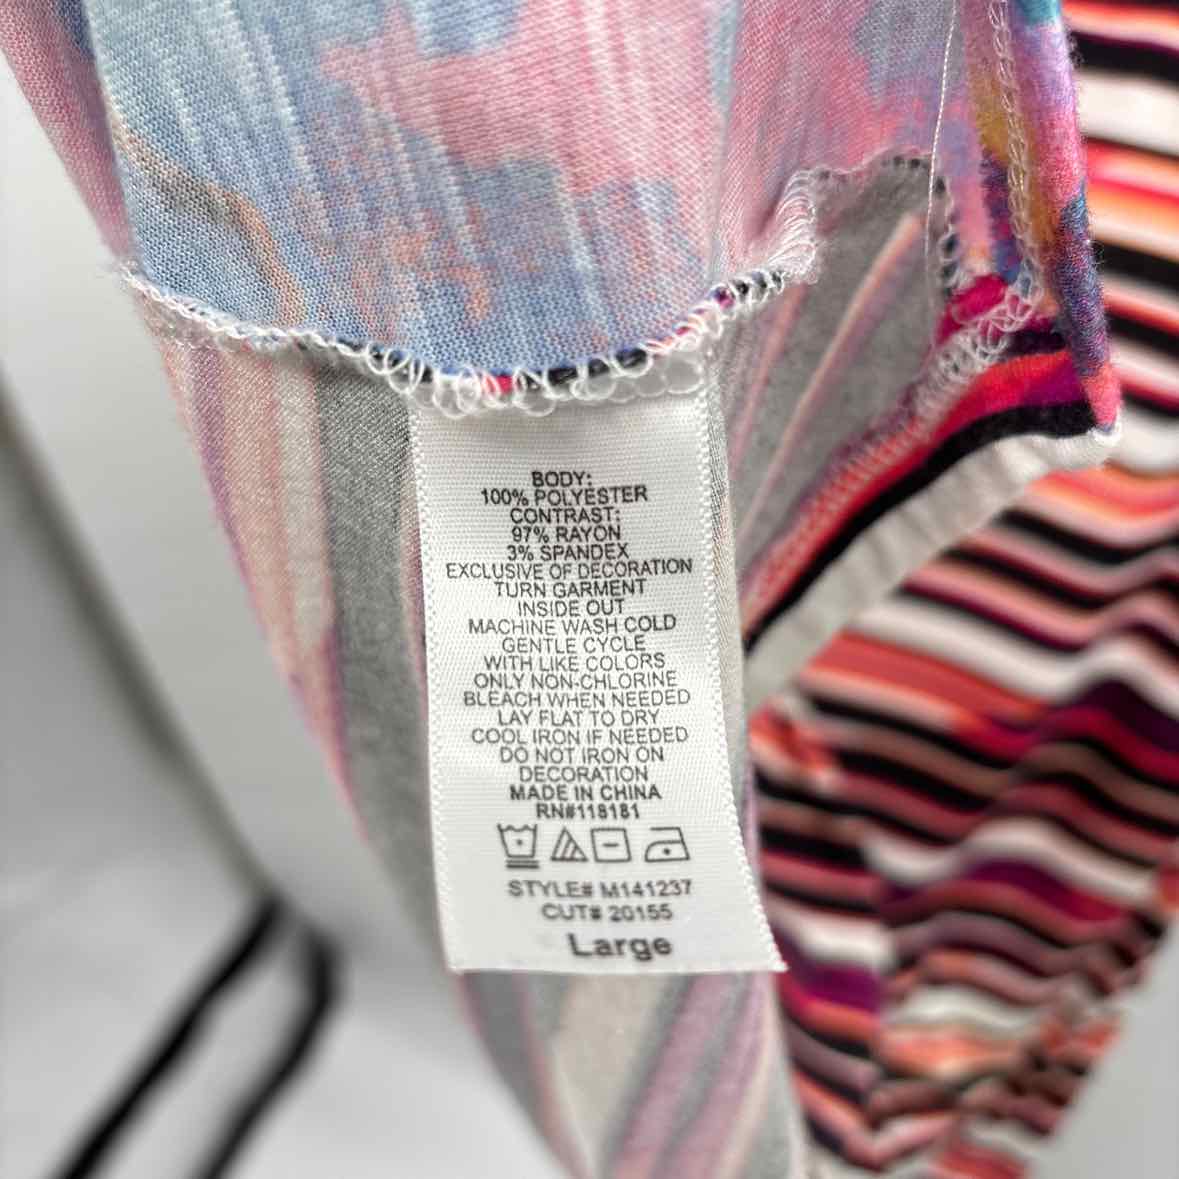 BODY:
100% POLYESTER
CONTRAST:
97% RAYON
3% SPANDEX
EXCLUSIVE OF DECORATION
TURN GARMENT
INSIDE OUT
MACHINE WASH COLD
GENTLE CYCLE
WITH LIKE COLORS
ONLY NON-CHLORINE
BLEACH WHEN NEEDED
LAY FLAT TO DRY
COOL IRON IF NEEDED
DO NOT IRON ON
DECORATION
MADE IN CHINA
RN#118181
STYLE# M141237
CUT# 20155
Large